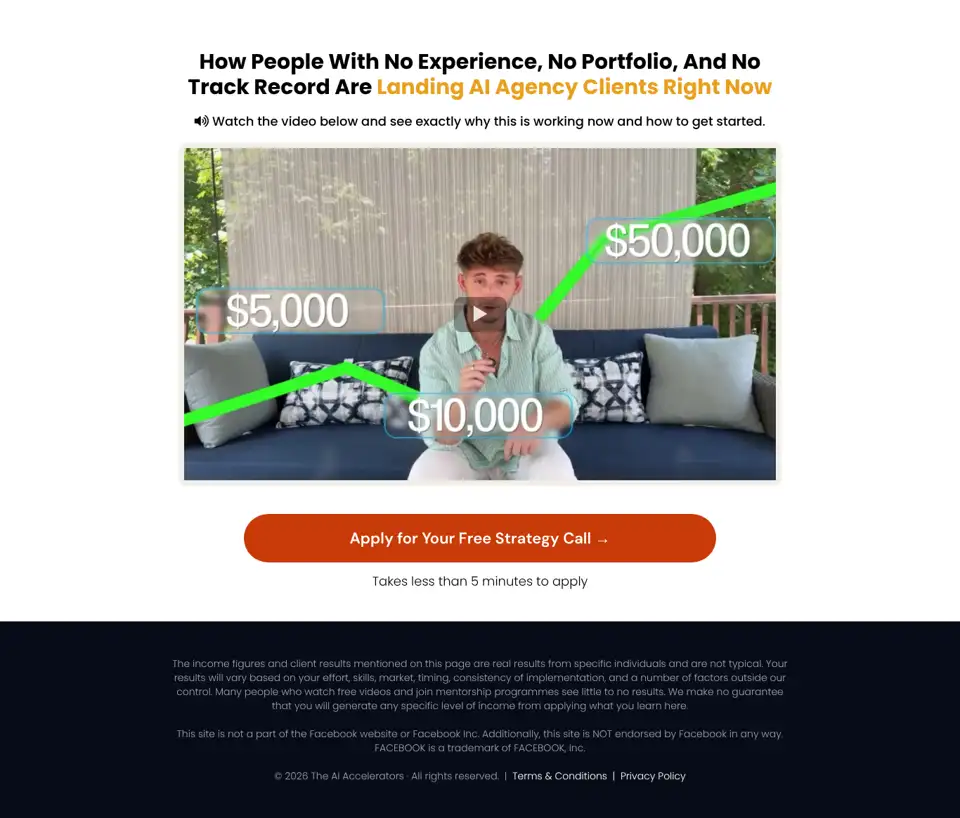 How People With No Experience, No Portfolio, And No
Track Record Are Landing AI Agency Clients Right Now
Watch the video below and see exactly why this is working now and how to get started.
$50,000
$5,000
$10,000
Apply for Your Free Strategy Call →
Takes less than 5 minutes to apply
The income figures and client results mentioned on this page are real results from specific individuals and are not typical. Your
results will vary based on your effort, skills, market, timing, consistency of implementation, and a number of factors outside our
control. Many people who watch free videos and join mentorship programmes see little to no results. We make no guarantee
that you will generate any specific level of income from applying what you learn here.
This site is not a part of the Facebook website or Facebook Inc. Additionally, this site is NOT endorsed by Facebook in any way.
FACEBOOK is a trademark of FACEBOOK, Inc.
© 2026 The AI Accelerators · All rights reserved. | Terms & Conditions | Privacy Policy